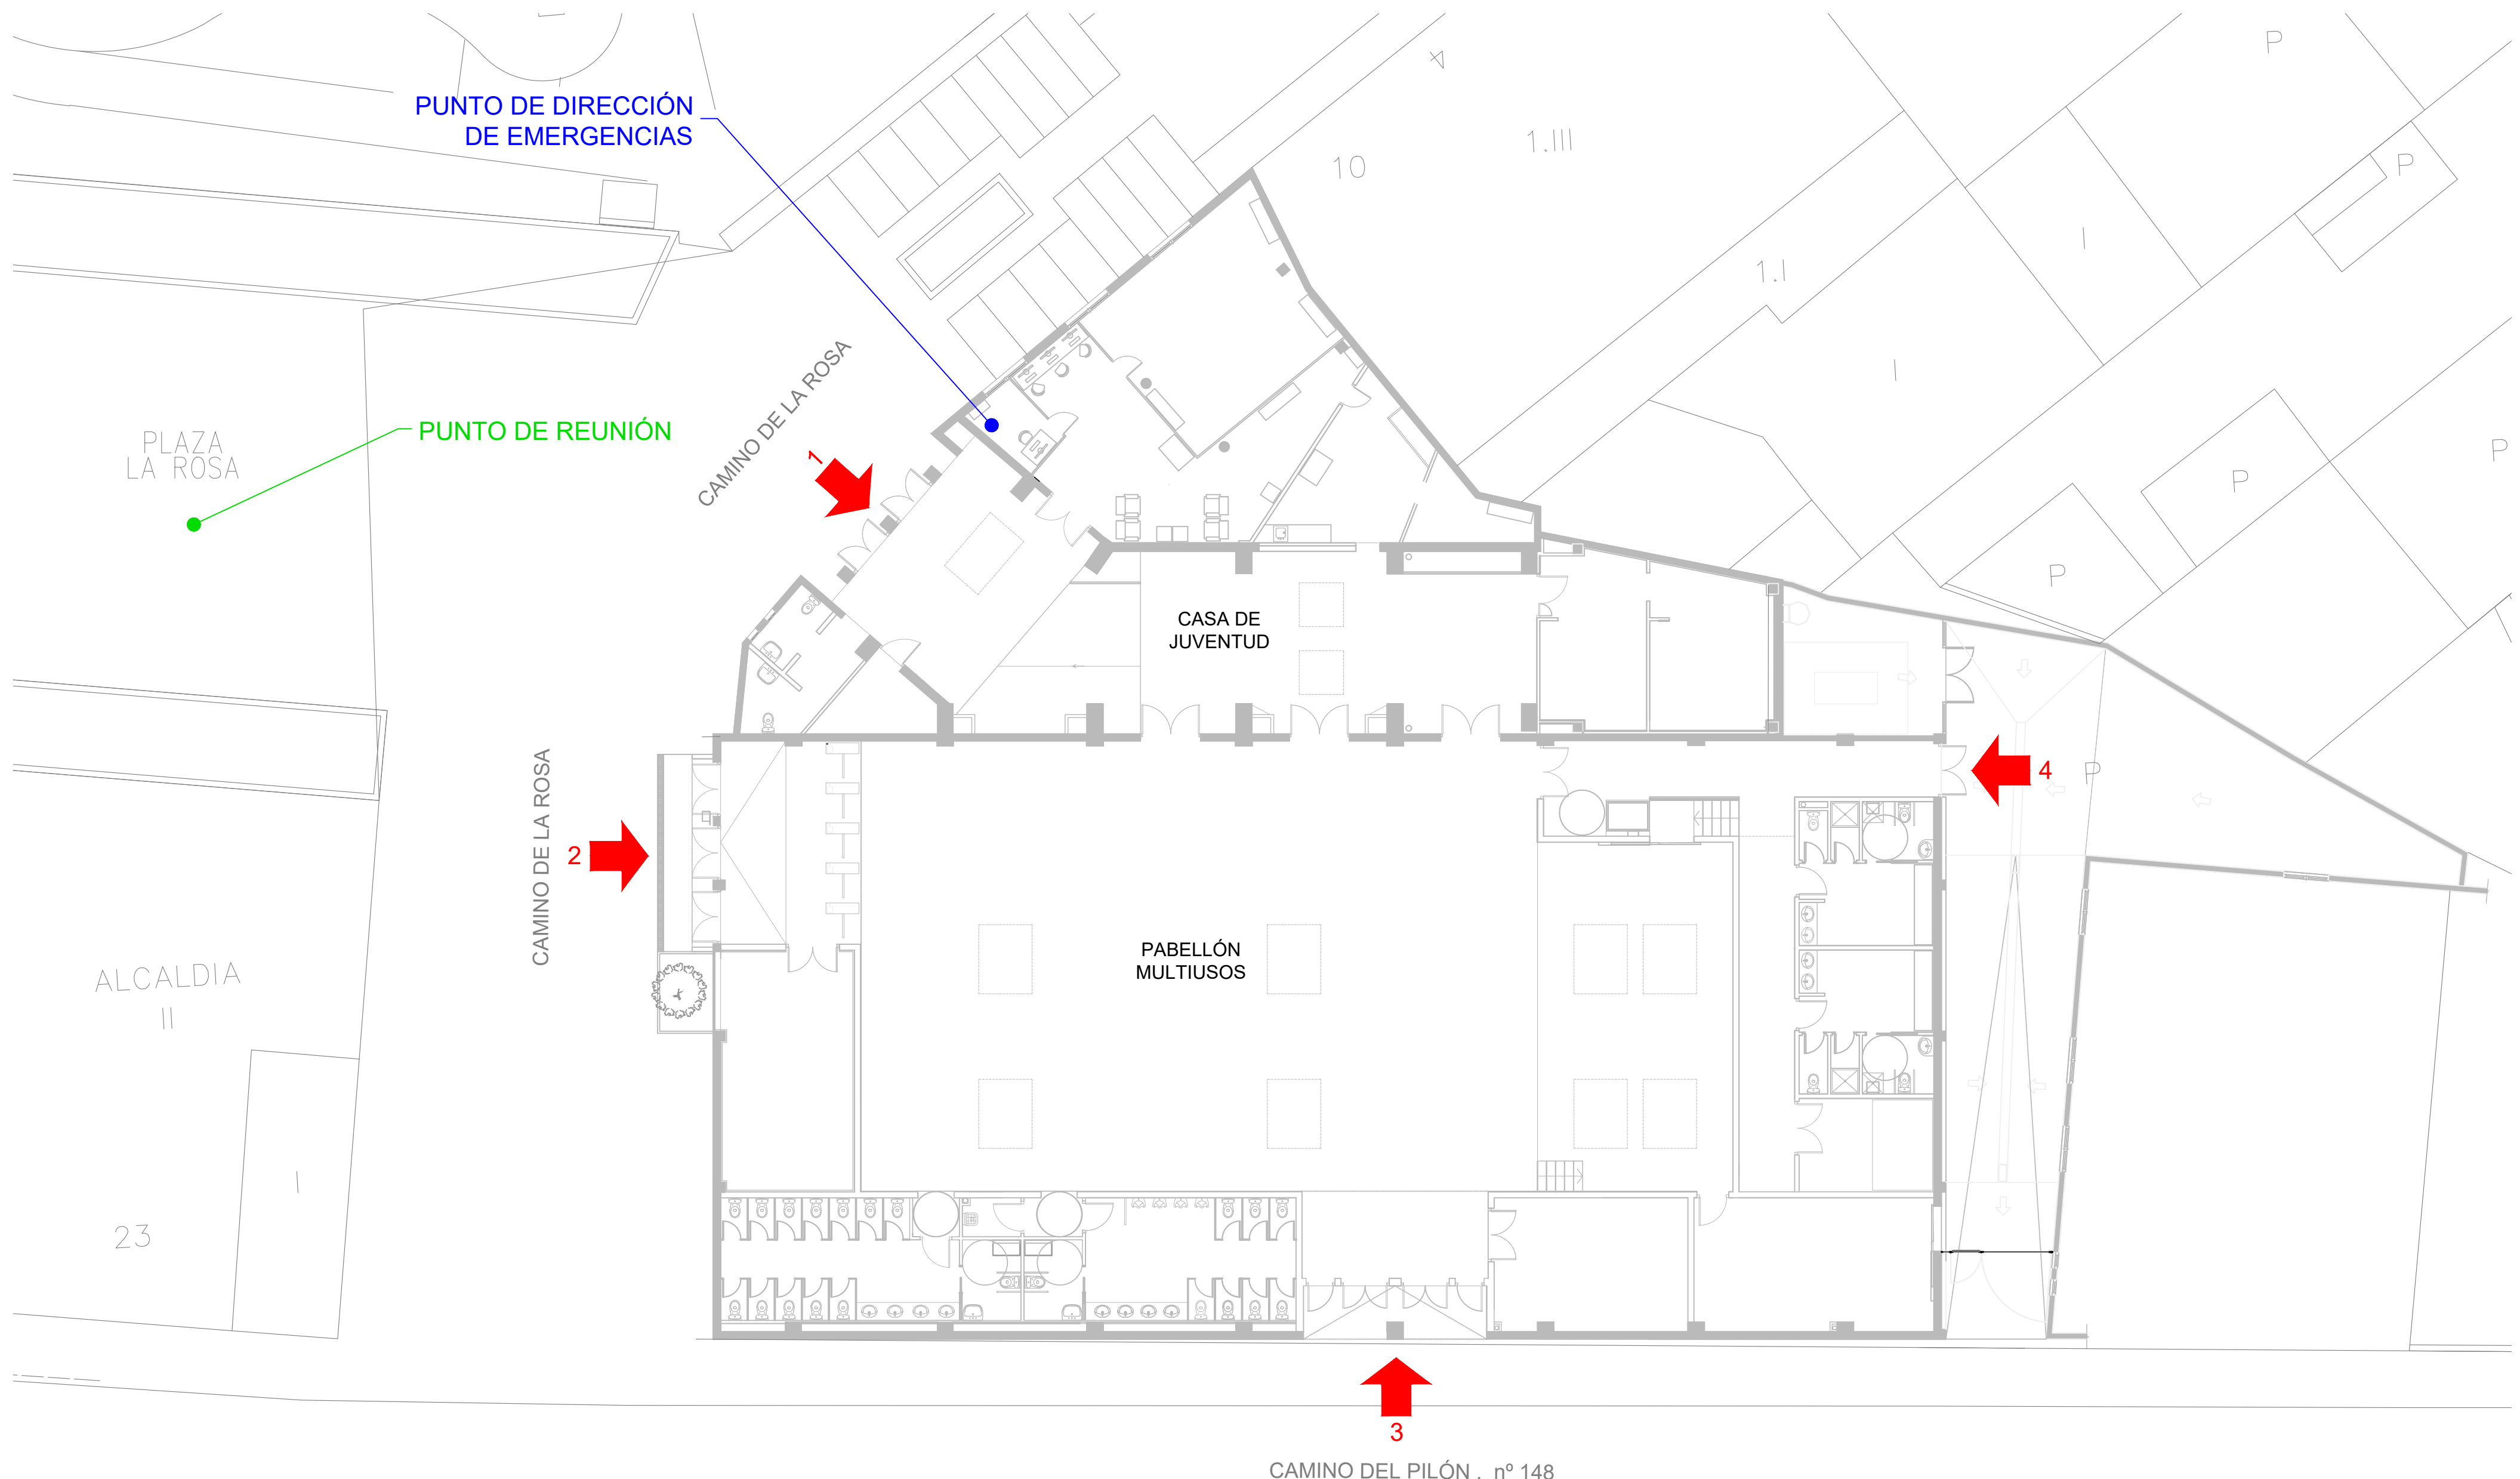 PUNTO DE DIRECCIÓN
DE EMERGENCIAS
P
1.III
10
A
P
I
1.I
CAMINO DE LA ROSA
1
I
PUNTO DE REUNIÓN
PLAZA
LA ROSA
P
P
P
CASA DE
JUVENTUD
CAMINO DE LA ROSA
2
4
P
PABELLÓN
MULTIUSOS
ALCALDIA
II
I
23
3
CAMINO DEL PILÓN . nº 148